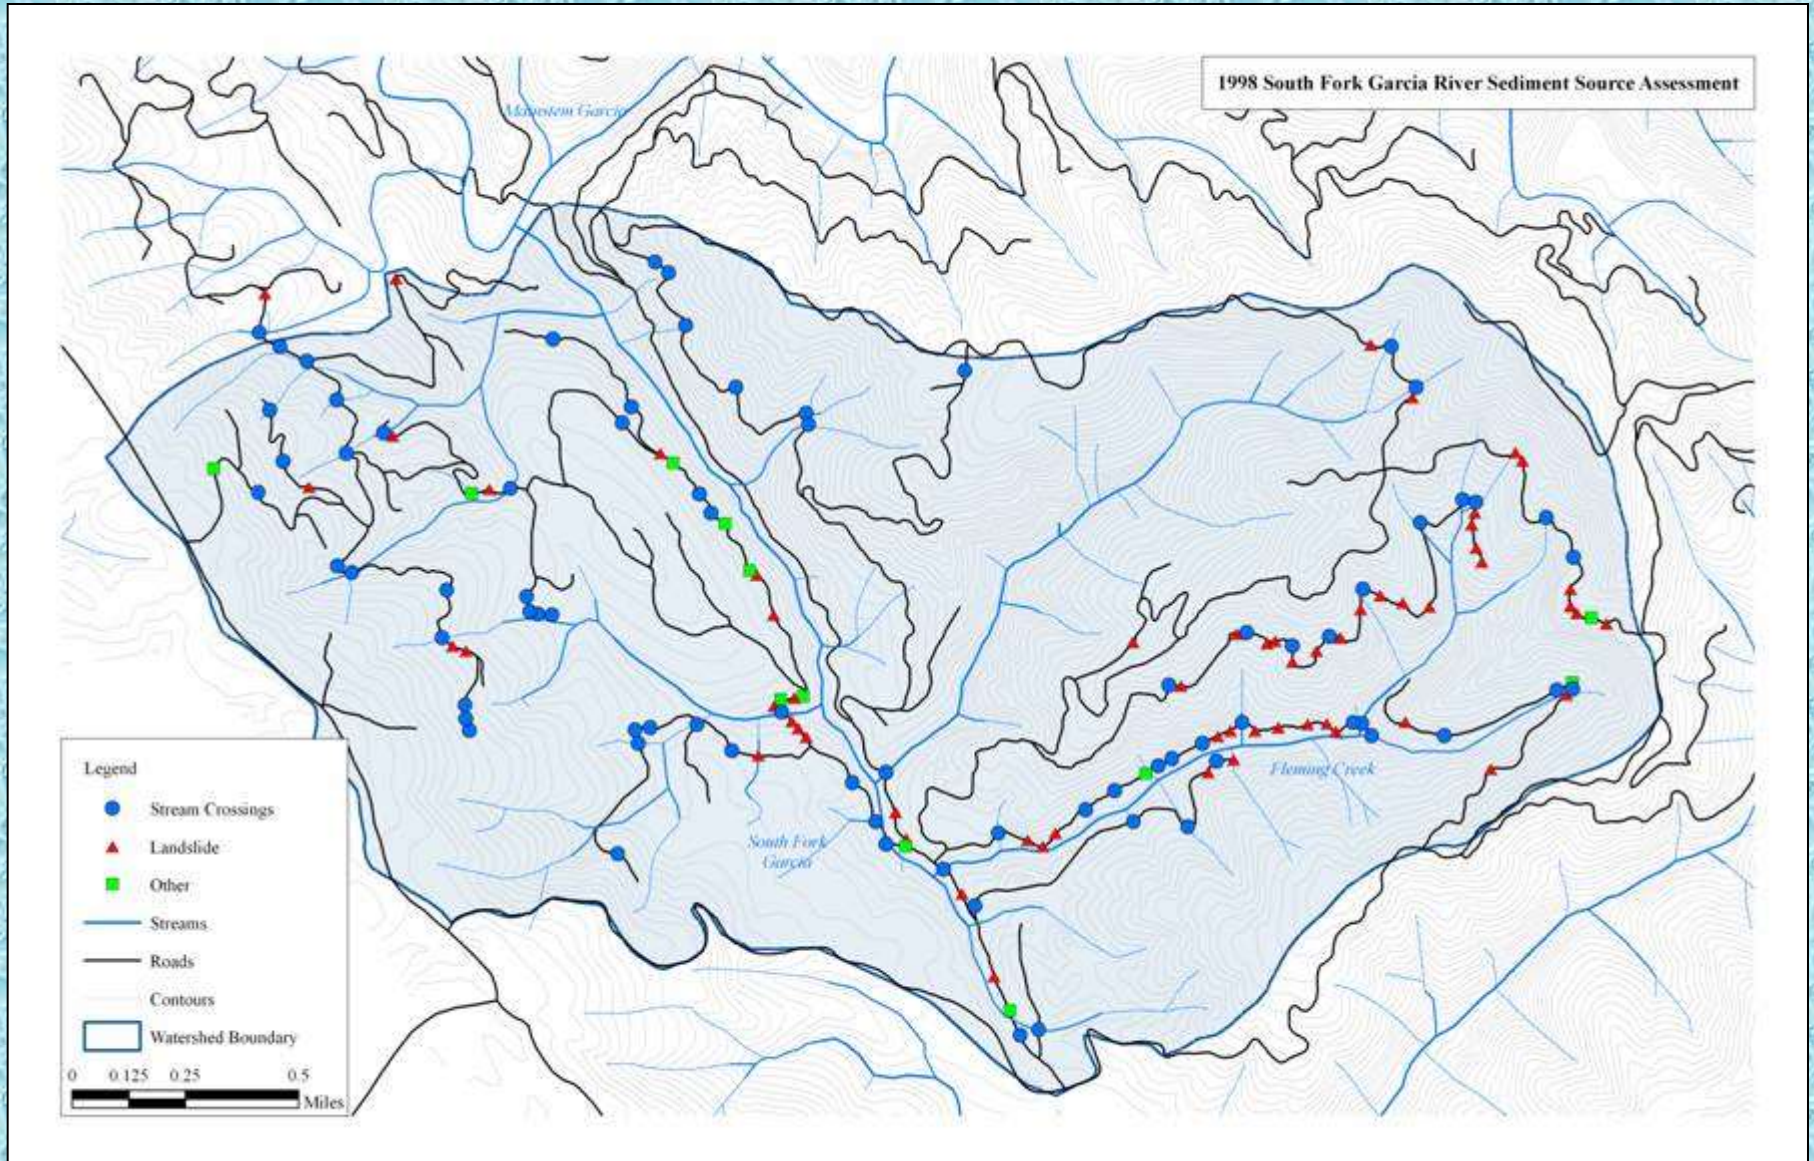 1998 South Fork Garcia River Sediment Source Assessment
Mainstem Garcia
Fleming Creek
South Fork
Garcia
Legend
Stream Crossings
Landslide
Other
Streams
Roads
Contours
Watershed Boundary
0 0.125 0.25 0.5
Miles